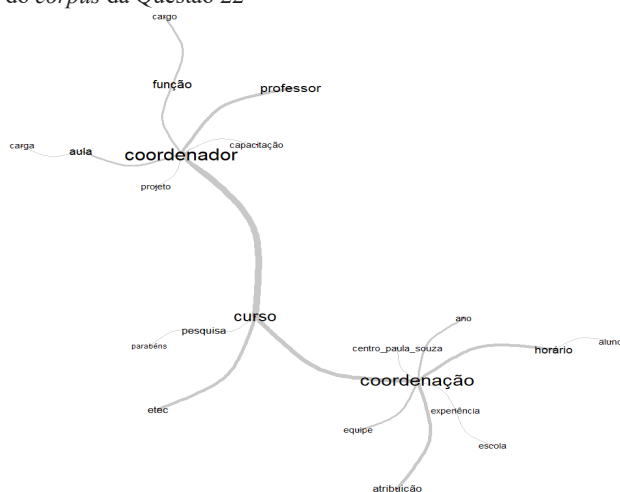 do corpus da Questão 22
cargo
função
professor
carga
aula
coordenador
capacitação
projeto
curso
pesquisa
parabéns
etec
ano
centro_paula_souza
horário
aluno
coordenação
experiência
equipe
escola
atribuicão